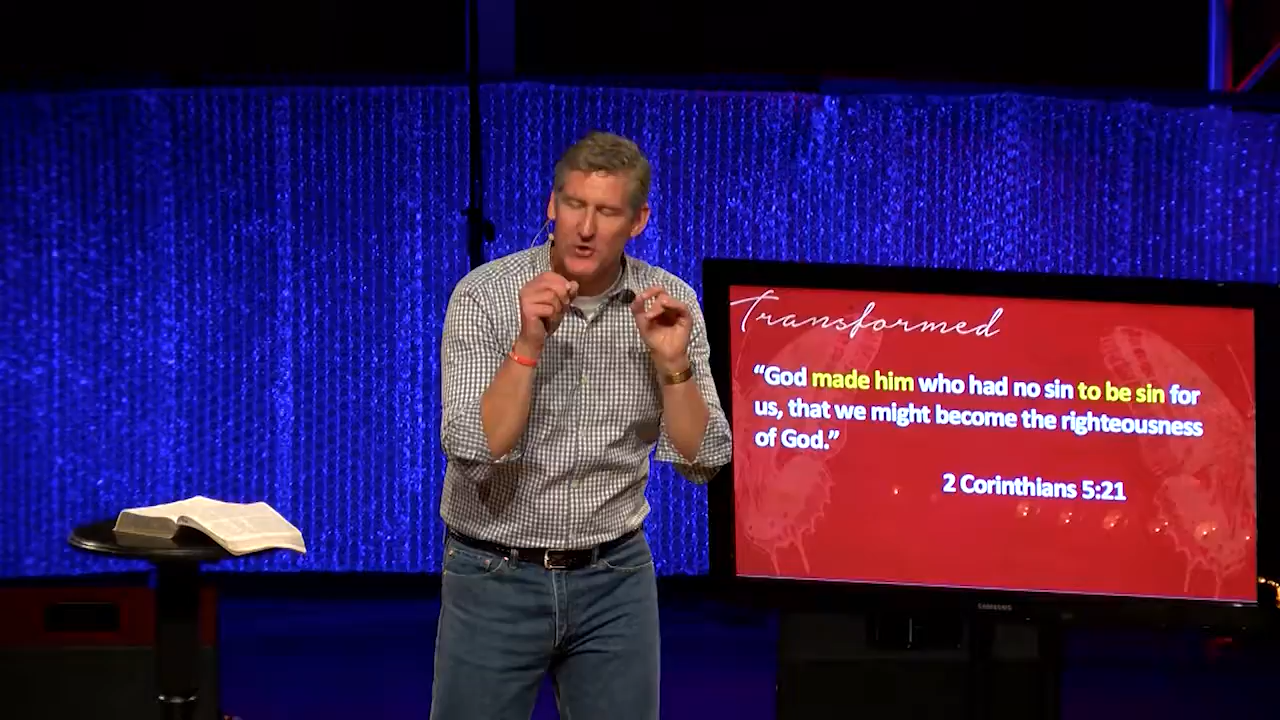 Transformed
“God made him who had no sin to be sin for
us, that we might become the righteousness
of God.”
2 Corinthians 5:21
SAMSUNG